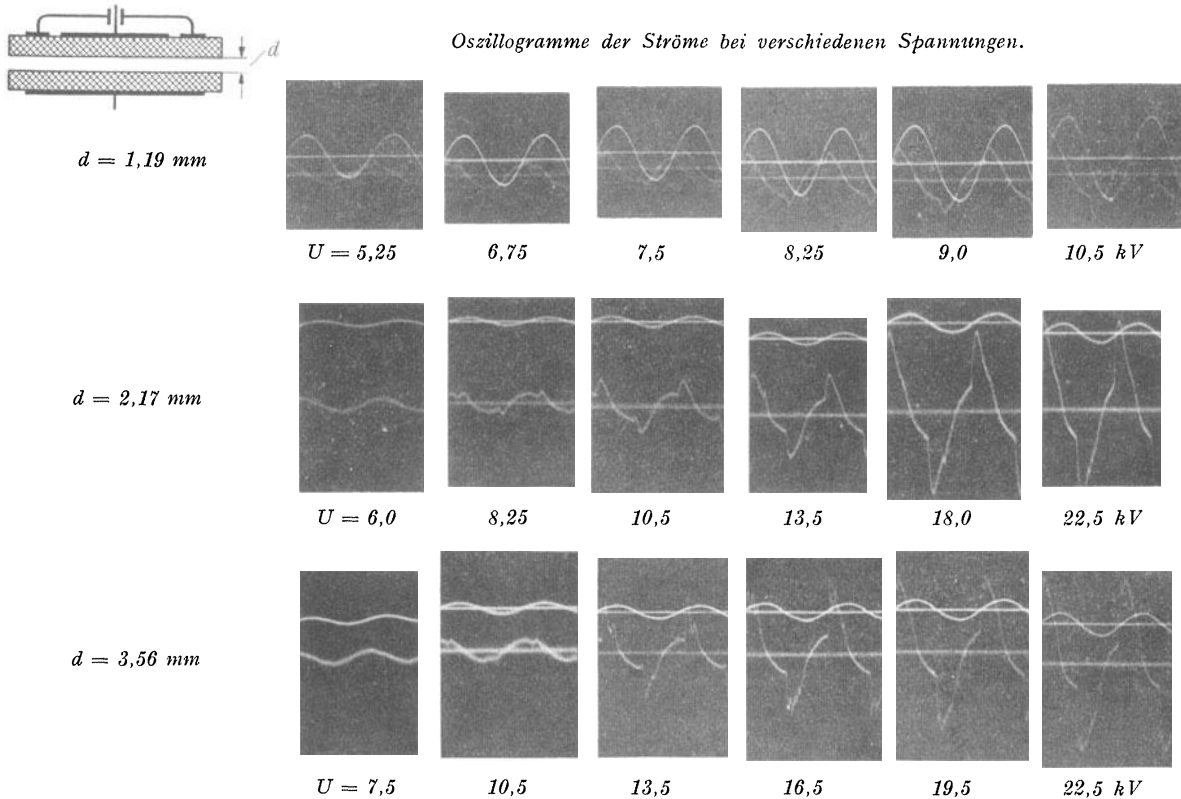 d
Oszillogramme der Ströme bei verschiedenen Spannungen.
d = 1,19 mm
U = 5,25 6,75 7,5 8,25 9,0 10,5 kV
d = 2,17 mm
U = 6,0 8,25 10,5 13,5 18,0 22,5 kV
d = 3,56 mm
U = 7,5 10,5 13,5 16,5 19,5 22,5 kV